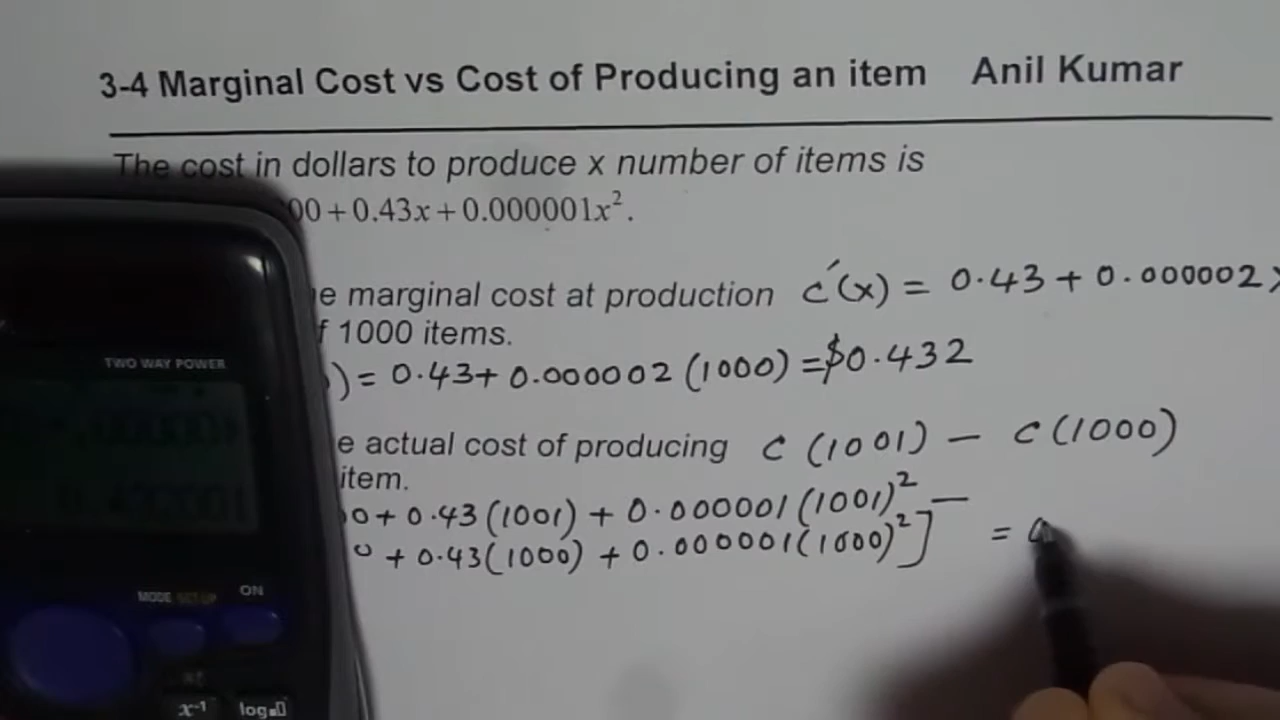 3-4 Marginal Cost vs Cost of Producing an item Anil Kumar
The cost in dollars to produce x number of items is
00 + 0.43x + 0.000001x².
e marginal cost at production C'(x) = 0.43 + 0.000002
f 1000 items.
) = 0.43 + 0.000002 (1000) = $0.432
e actual cost of producing C (1001) − C (1000)
item.
0 + 0.43 (1001) + 0.000001 (1001)² −
0 + 0.43 (1000) + 0.000001 (1000)²] =
TWO WAY POWER
MODE SETUP ON
x⁻¹ log